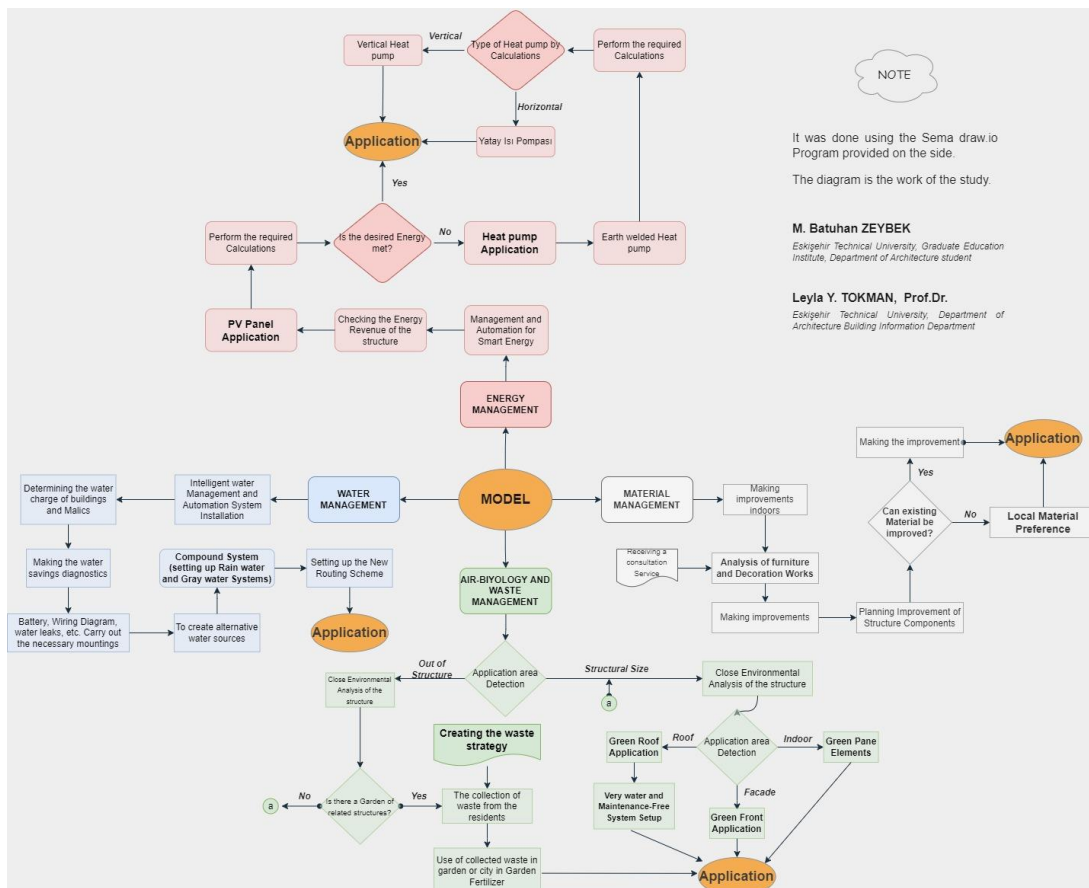 Vertical Heat
pump
Vertical
Type of Heat pump by
Calculations
Perform the required
Calculations
Horizontal
Application
Yatay Isı Pompası
Yes
Perform the required
Calculations
Is the desired Energy
met?
No
Heat pump
Application
Earth welded Heat
pump
PV Panel
Application
Checking the Energy
Revenue of the
structure
Management and
Automation for
Smart Energy
ENERGY
MANAGEMENT
NOTE
It was done using the Sema draw.io
Program provided on the side.
The diagram is the work of the study.
M. Batuhan ZEYBEK
Eskişehir Technical University, Graduate Education
Institute, Department of Architecture student
Leyla Y. TOKMAN, Prof.Dr.
Eskişehir Technical University, Department of
Architecture Building Information Department
MODEL
WATER
MANAGEMENT
Intelligent water
Management and
Automation System
Installation
Determining the water
charge of buildings
and Malics
Making the water
savings diagnostics
Battery, Wiring Diagram,
water leaks, etc. Carry out
the necessary mountings
To create alternative
water sources
Compound System
(setting up Rain water
and Gray water Systems)
Setting up the New
Routing Scheme
Application
MATERIAL
MANAGEMENT
Making
improvements
indoors
Receiving a
consultation
Service
Analysis of furniture
and Decoration Works
Making improvements
Planning Improvement of
Structure Components
Can existing
Material be
improved?
Yes
Making the improvement
No
Local Material
Preference
Application
AIR-BIYOLOGY AND
WASTE
MANAGEMENT
Application area
Detection
Out of
Structure
Close Environmental
Analysis of the
structure
Structural Size
a
Close Environmental
Analysis of the structure
Is there a Garden of
related structures?
No
a
Yes
Creating the waste
strategy
The collection of
waste from the
residents
Use of collected waste in
garden or city in Garden
Fertilizer
Application area
Detection
Roof
Green Roof
Application
Very water and
Maintenance-Free
System Setup
Indoor
Green Pane
Elements
Facade
Green Front
Application
Application